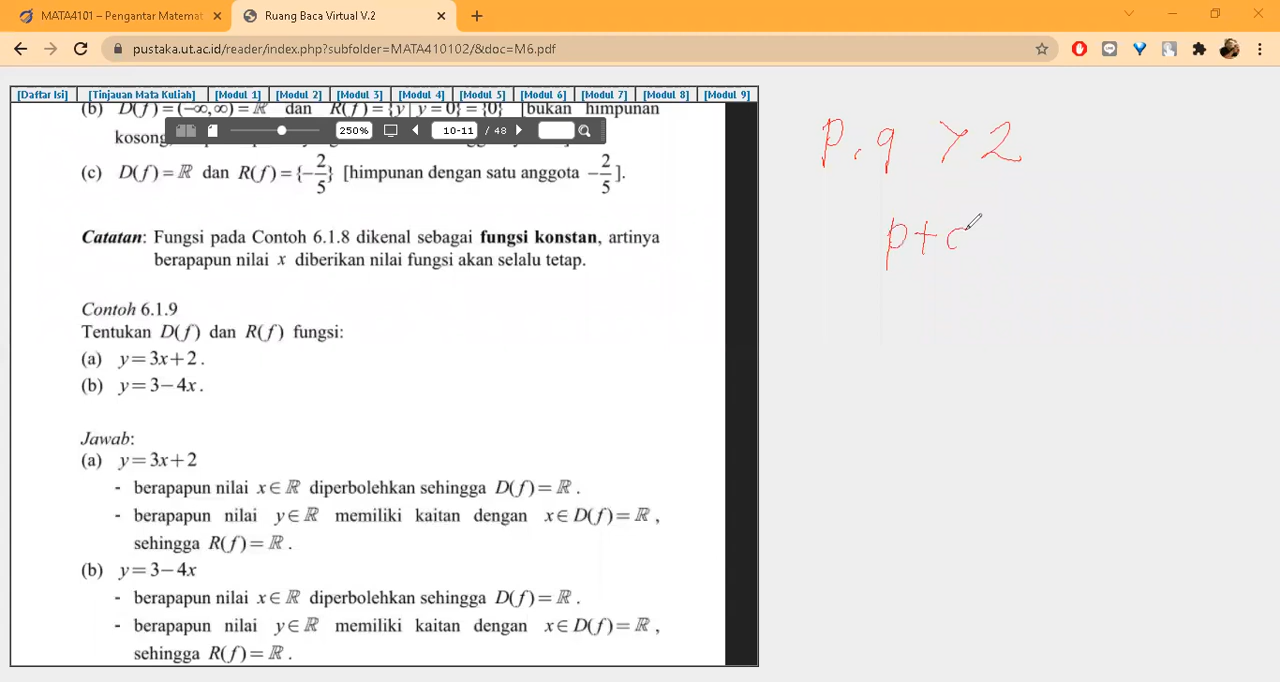 MATA4101 – Pengantar Matemat
Ruang Baca Virtual V.2
pustaka.ut.ac.id/reader/index.php?subfolder=MATA410102/&doc=M6.pdf
[Daftar Isi] [Tinjauan Mata Kuliah] [Modul 1] [Modul 2] [Modul 3] [Modul 4] [Modul 5] [Modul 6] [Modul 7] [Modul 8] [Modul 9]
(b) D(f) = (−∞, ∞) = ℝ dan R(f) = {y | y = 0} = {0} [bukan himpunan
kosong,
250% 10-11 / 48
(c) D(f) = ℝ dan R(f) = {−2/5} [himpunan dengan satu anggota −2/5].
Catatan: Fungsi pada Contoh 6.1.8 dikenal sebagai fungsi konstan, artinya
berapapun nilai x diberikan nilai fungsi akan selalu tetap.
Contoh 6.1.9
Tentukan D(f) dan R(f) fungsi:
(a) y = 3x + 2 .
(b) y = 3 − 4x .
Jawab:
(a) y = 3x + 2
- berapapun nilai x ∈ ℝ diperbolehkan sehingga D(f) = ℝ .
- berapapun nilai y ∈ ℝ memiliki kaitan dengan x ∈ D(f) = ℝ ,
sehingga R(f) = ℝ .
(b) y = 3 − 4x
- berapapun nilai x ∈ ℝ diperbolehkan sehingga D(f) = ℝ .
- berapapun nilai y ∈ ℝ memiliki kaitan dengan x ∈ D(f) = ℝ ,
sehingga R(f) = ℝ .
p, q > 2
p +